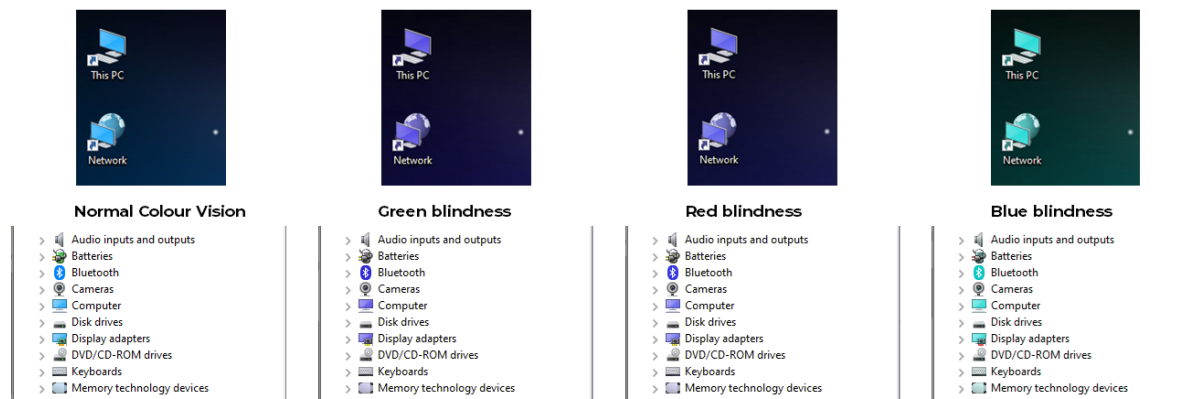 This PC
This PC
This PC
This PC
Network
Network
Network
Network
Normal Colour Vision
Green blindness
Red blindness
Blue blindness
Audio inputs and outputs
Batteries
Bluetooth
Cameras
Computer
Disk drives
Display adapters
DVD/CD-ROM drives
Keyboards
Memory technology devices
Audio inputs and outputs
Batteries
Bluetooth
Cameras
Computer
Disk drives
Display adapters
DVD/CD-ROM drives
Keyboards
Memory technology devices
Audio inputs and outputs
Batteries
Bluetooth
Cameras
Computer
Disk drives
Display adapters
DVD/CD-ROM drives
Keyboards
Memory technology devices
Audio inputs and outputs
Batteries
Bluetooth
Cameras
Computer
Disk drives
Display adapters
DVD/CD-ROM drives
Keyboards
Memory technology devices